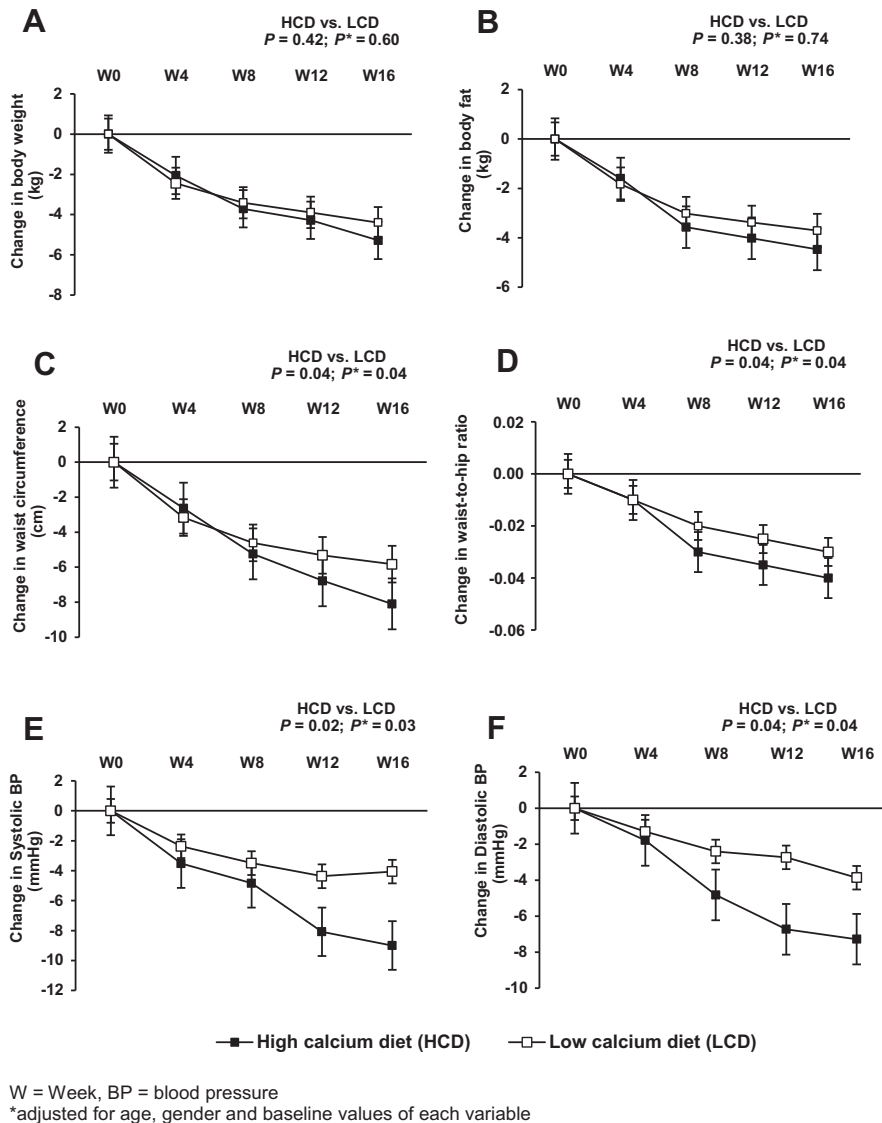 A
HCD vs. LCD
P = 0.42; P* = 0.60
W0 W4 W8 W12 W16
2
0
-2
-4
-6
-8
Change in body weight
(kg)
B
HCD vs. LCD
P = 0.38; P* = 0.74
W0 W4 W8 W12 W16
2
0
-2
-4
-6
Change in body fat
(kg)
C
HCD vs. LCD
P = 0.04; P* = 0.04
W0 W4 W8 W12 W16
2
0
-2
-4
-6
-8
-10
Change in waist circumference
(cm)
D
HCD vs. LCD
P = 0.04; P* = 0.04
W0 W4 W8 W12 W16
0.02
0.00
-0.02
-0.04
-0.06
Change in waist-to-hip ratio
E
HCD vs. LCD
P = 0.02; P* = 0.03
W0 W4 W8 W12 W16
2
0
-2
-4
-6
-8
-10
-12
Change in Systolic BP
(mmHg)
F
HCD vs. LCD
P = 0.04; P* = 0.04
W0 W4 W8 W12 W16
2
0
-2
-4
-6
-8
-10
Change in Diastolic BP
(mmHg)
High calcium diet (HCD) Low calcium diet (LCD)
W = Week, BP = blood pressure
*adjusted for age, gender and baseline values of each variable